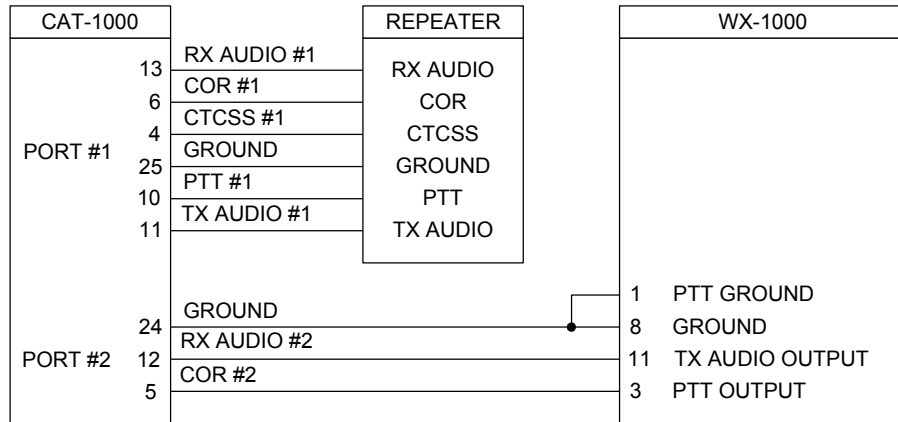 CAT-1000 REPEATER WX-1000
RX AUDIO #1
13 RX AUDIO
COR #1
6 COR
CTCSS #1
4 CTCSS
PORT #1
GROUND
25 GROUND
PTT #1
10 PTT
TX AUDIO #1
11 TX AUDIO
1 PTT GROUND
GROUND
24 8 GROUND
RX AUDIO #2
PORT #2 12 11 TX AUDIO OUTPUT
COR #2
5 3 PTT OUTPUT